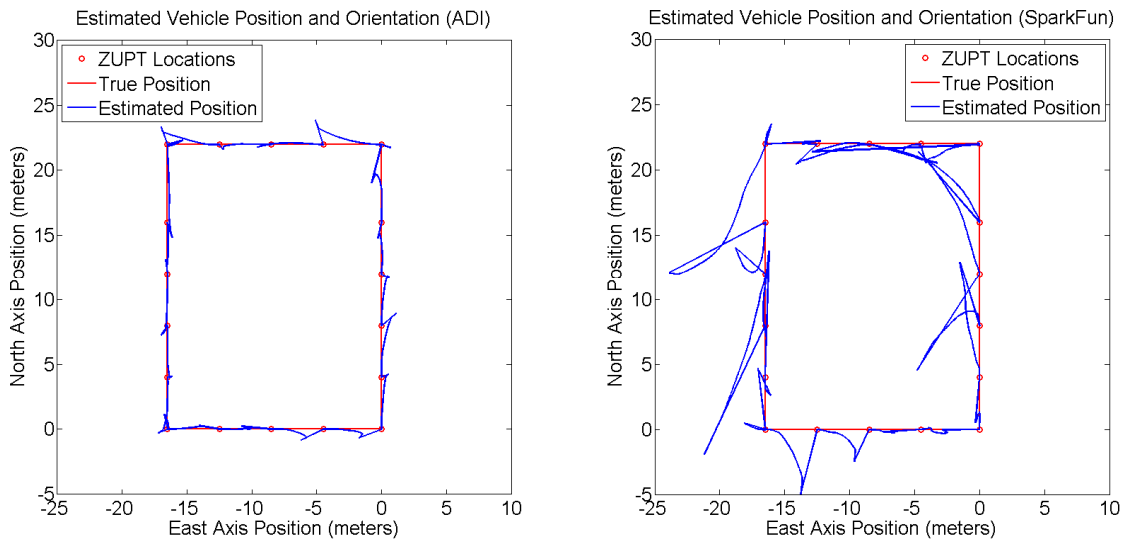 Estimated Vehicle Position and Orientation (ADI)
30
25
20
15
10
5
0
-5
North Axis Position (meters)
ZUPT Locations
True Position
Estimated Position
-25 -20 -15 -10 -5 0 5 10
East Axis Position (meters)
Estimated Vehicle Position and Orientation (SparkFun)
30
25
20
15
10
5
0
-5
North Axis Position (meters)
ZUPT Locations
True Position
Estimated Position
-25 -20 -15 -10 -5 0 5 10
East Axis Position (meters)